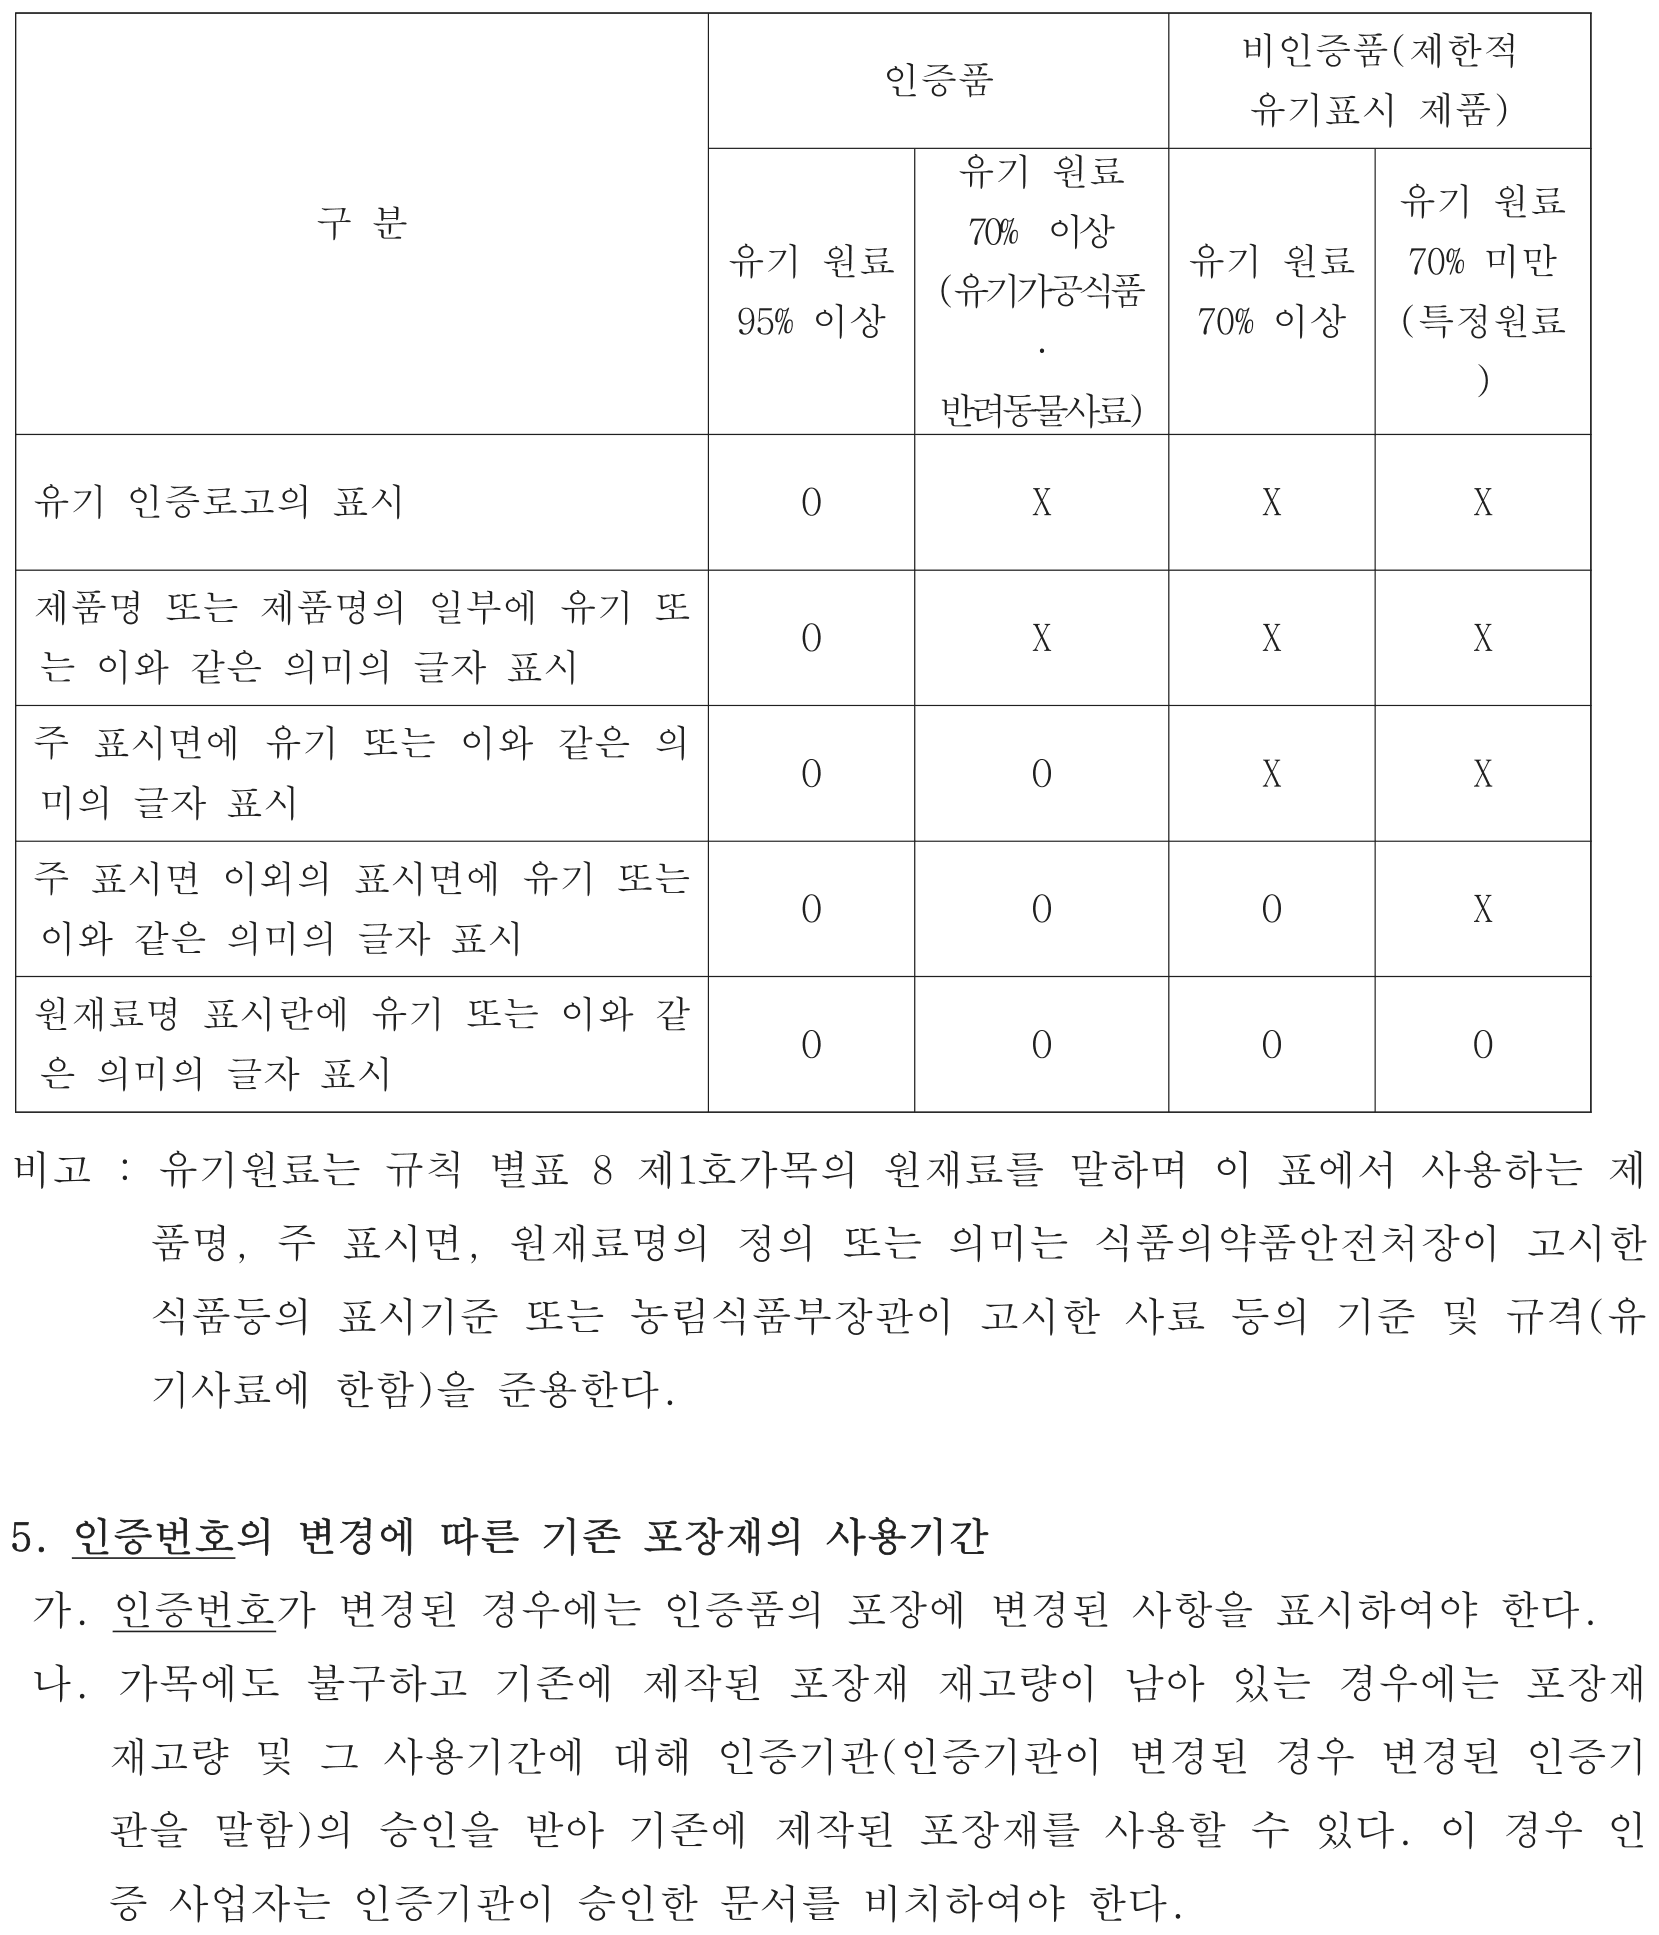 구 분
인증품
비인증품(제한적
유기표시 제품)
유기 원료
95% 이상
유기 원료
70% 이상
(유기가공식품
·
반려동물사료)
유기 원료
70% 이상
유기 원료
70% 미만
(특정원료
)
유기 인증로고의 표시
O
X
X
X
제품명 또는 제품명의 일부에 유기 또
는 이와 같은 의미의 글자 표시
O
X
X
X
주 표시면에 유기 또는 이와 같은 의
미의 글자 표시
O
O
X
X
주 표시면 이외의 표시면에 유기 또는
이와 같은 의미의 글자 표시
O
O
O
X
원재료명 표시란에 유기 또는 이와 같
은 의미의 글자 표시
O
O
O
O
비고 : 유기원료는 규칙 별표 8 제1호가목의 원재료를 말하며 이 표에서 사용하는 제
품명, 주 표시면, 원재료명의 정의 또는 의미는 식품의약품안전처장이 고시한
식품등의 표시기준 또는 농림식품부장관이 고시한 사료 등의 기준 및 규격(유
기사료에 한함)을 준용한다.
5. 인증번호의 변경에 따른 기존 포장재의 사용기간
가. 인증번호가 변경된 경우에는 인증품의 포장에 변경된 사항을 표시하여야 한다.
나. 가목에도 불구하고 기존에 제작된 포장재 재고량이 남아 있는 경우에는 포장재
재고량 및 그 사용기간에 대해 인증기관(인증기관이 변경된 경우 변경된 인증기
관을 말함)의 승인을 받아 기존에 제작된 포장재를 사용할 수 있다. 이 경우 인
증 사업자는 인증기관이 승인한 문서를 비치하여야 한다.